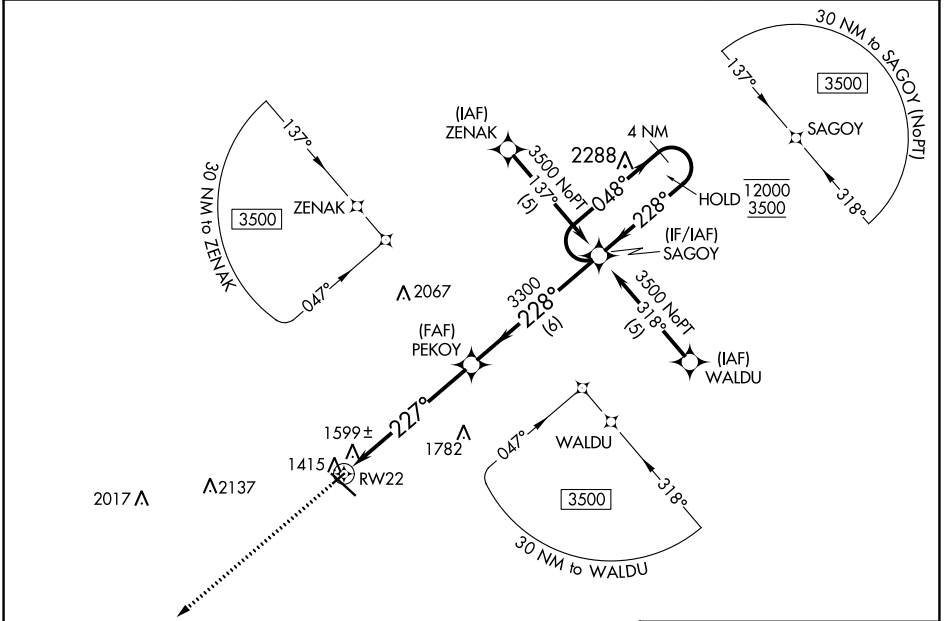 30 NM to SAGOY (NoPT)
137°
3500
SAGOY
318°
(IAF)
ZENAK
4 NM
2288
3500 NoPT
137°
(5)
048°
228°
HOLD
12000
3500
(IF/IAF)
SAGOY
137°
ZENAK
3500
30 NM to ZENAK
047°
2067
3300
228°
(6)
3500 NoPT
318°
(5)
(FAF)
PEKOY
(IAF)
WALDU
227°
1599±
1782
1415
RW22
2017
2137
047°
WALDU
318°
3500
30 NM to WALDU